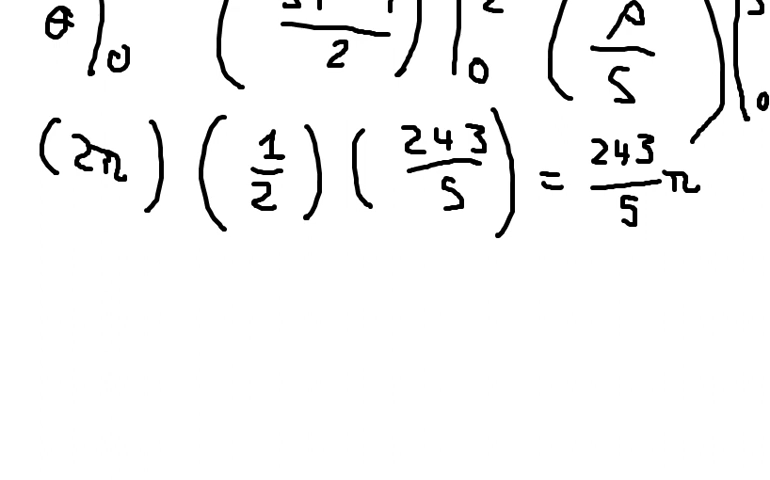 θ|₀ ( / 2 )|₀ ( ρ / 5 )|₀
(2π) (1/2) (243/5) = 243/5 π